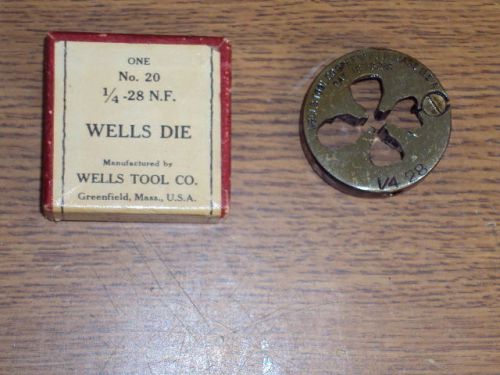 ONE
No. 20
1/4 -28 N.F.
WELLS DIE
Manufactured by
WELLS TOOL CO.
Greenfield, Mass., U.S.A.
1/4 28